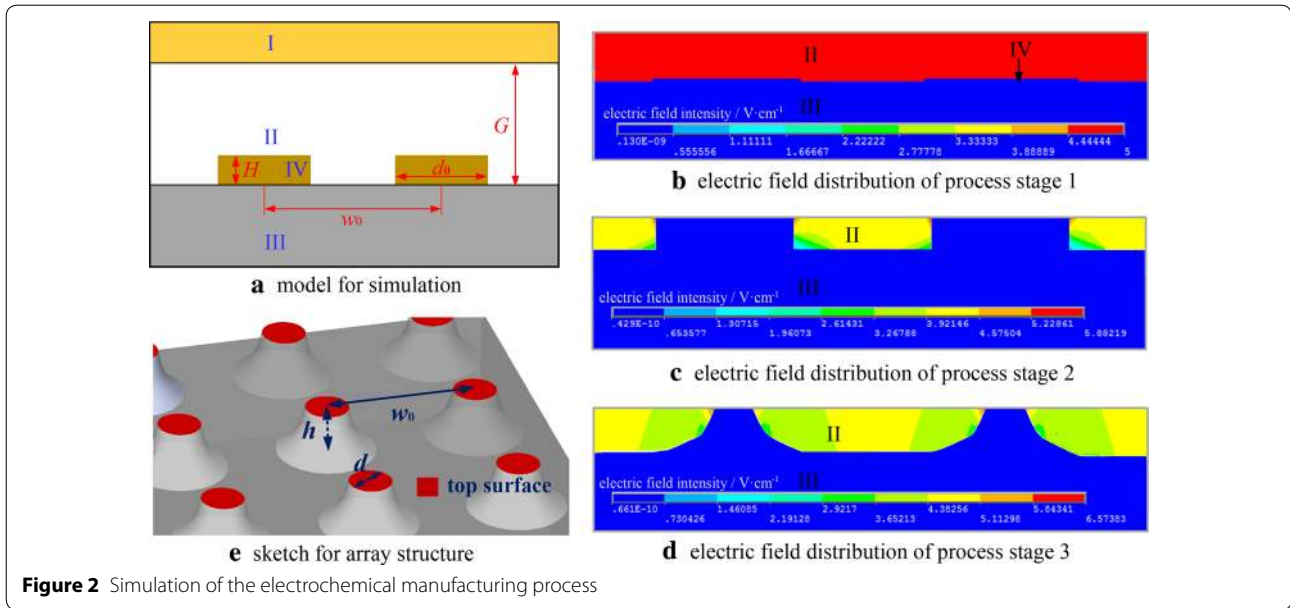 I
II
G
H
IV
d₀
w₀
III
a model for simulation
II
IV
III
electric field intensity / V·cm⁻¹
.130E-09
1.11111
2.22222
3.33333
4.44444
.555556
1.66667
2.77778
3.88889
5
b electric field distribution of process stage 1
II
III
electric field intensity / V·cm⁻¹
.429E-10
1.30715
2.61431
3.92146
5.22861
.653577
1.96073
3.26788
4.57504
5.88219
c electric field distribution of process stage 2
w₀
h
d
top surface
e sketch for array structure
II
III
electric field intensity / V·cm⁻¹
.661E-10
1.46085
2.9217
4.38256
5.84341
.730426
2.19128
3.65213
5.11298
6.57383
d electric field distribution of process stage 3
Figure 2 Simulation of the electrochemical manufacturing process